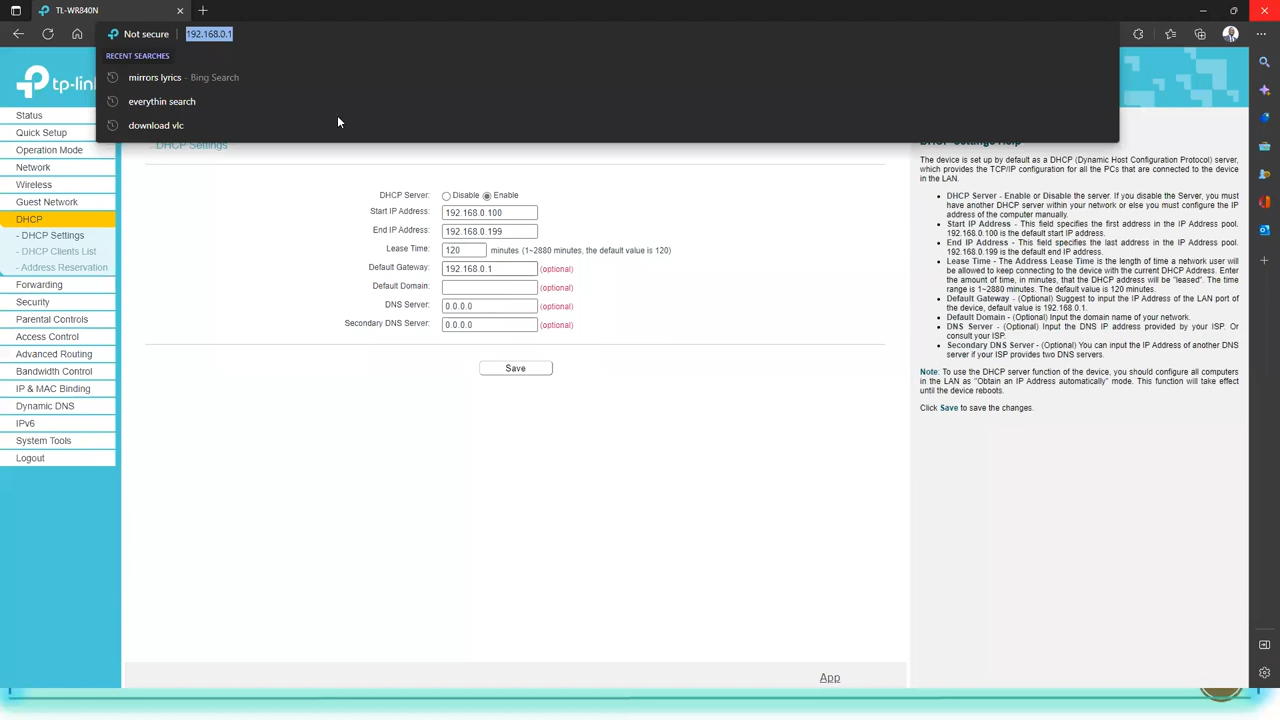 TL-WR840N
Not secure
192.168.0.1
RECENT SEARCHES
mirrors lyrics - Bing Search
everythin search
download vlc
tp-link
Status
Quick Setup
Operation Mode
Network
Wireless
Guest Network
DHCP
- DHCP Settings
- DHCP Clients List
- Address Reservation
Forwarding
Security
Parental Controls
Access Control
Advanced Routing
Bandwidth Control
IP & MAC Binding
Dynamic DNS
IPv6
System Tools
Logout
DHCP Settings
DHCP Server: Disable Enable
Start IP Address: 192.168.0.100
End IP Address: 192.168.0.199
Lease Time: 120 minutes (1~2880 minutes, the default value is 120)
Default Gateway: 192.168.0.1 (optional)
Default Domain: (optional)
DNS Server: 0.0.0.0 (optional)
Secondary DNS Server: 0.0.0.0 (optional)
Save
App
DHCP Settings Help
The device is set up by default as a DHCP (Dynamic Host Configuration Protocol) server,
which provides the TCP/IP configuration for all the PCs that are connected to the device
in the LAN.
• DHCP Server - Enable or Disable the server. If you disable the Server, you must
have another DHCP server within your network or else you must configure the IP
address of the computer manually.
• Start IP Address - This field specifies the first address in the IP Address pool.
192.168.0.100 is the default start IP address.
• End IP Address - This field specifies the last address in the IP Address pool.
192.168.0.199 is the default end IP address.
• Lease Time - The Address Lease Time is the length of time a network user will
be allowed to keep connecting to the device with the current DHCP Address. Enter
the amount of time, in minutes, that the DHCP address will be "leased". The time
range is 1~2880 minutes. The default value is 120 minutes.
• Default Gateway - (Optional) Suggest to input the IP Address of the LAN port of
the device, default value is 192.168.0.1.
• Default Domain - (Optional) Input the domain name of your network.
• DNS Server - (Optional) Input the DNS IP address provided by your ISP. Or
consult your ISP.
• Secondary DNS Server - (Optional) You can input the IP Address of another DNS
server if your ISP provides two DNS servers.
Note: To use the DHCP server function of the device, you should configure all computers
in the LAN as "Obtain an IP Address automatically" mode. This function will take effect
until the device reboots.
Click Save to save the changes.